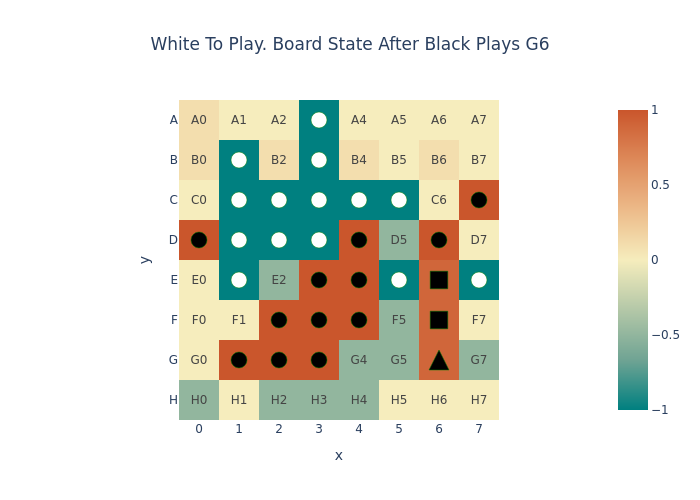 White To Play. Board State After Black Plays G6
A A0 A1 A2 A4 A5 A6 A7
B B0 B2 B4 B5 B6 B7
C C0 C6
D D5 D7
E E0 E2
F F0 F1 F5 F7
G G0 G4 G5 G7
H H0 H1 H2 H3 H4 H5 H6 H7
0 1 2 3 4 5 6 7
x
y
1
0.5
0
−0.5
−1